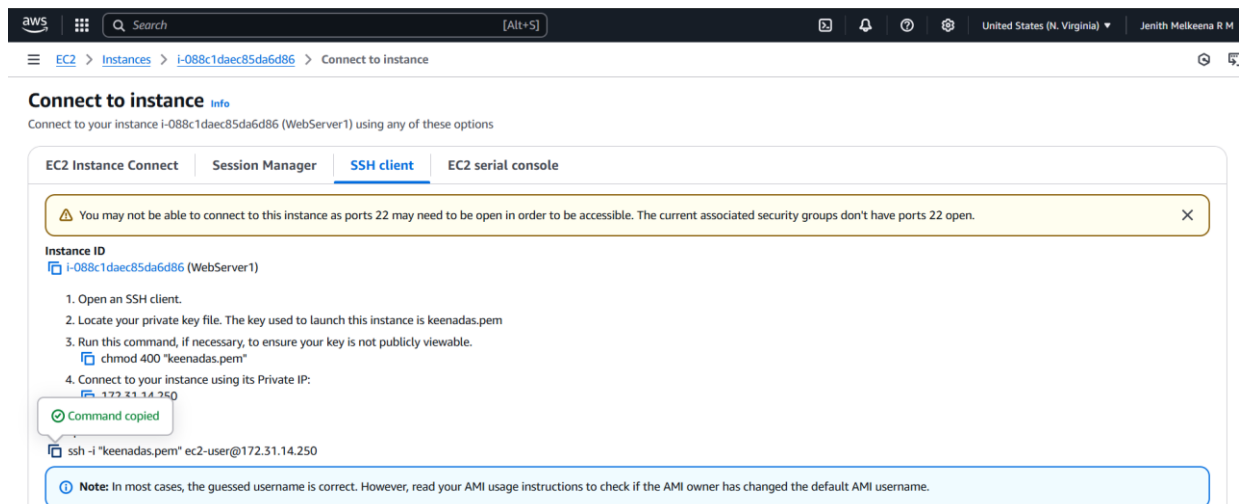 aws Search [Alt+S] United States (N. Virginia) Jenith Melkeena R M
EC2 > Instances > i-088c1daec85da6d86 > Connect to instance
Connect to instance Info
Connect to your instance i-088c1daec85da6d86 (WebServer1) using any of these options
EC2 Instance Connect Session Manager SSH client EC2 serial console
You may not be able to connect to this instance as ports 22 may need to be open in order to be accessible. The current associated security groups don't have ports 22 open.
Instance ID
i-088c1daec85da6d86 (WebServer1)
1. Open an SSH client.
2. Locate your private key file. The key used to launch this instance is keenadas.pem
3. Run this command, if necessary, to ensure your key is not publicly viewable.
chmod 400 "keenadas.pem"
4. Connect to your instance using its Private IP:
172.31.14.250
Command copied
ssh -i "keenadas.pem" ec2-user@172.31.14.250
Note: In most cases, the guessed username is correct. However, read your AMI usage instructions to check if the AMI owner has changed the default AMI username.